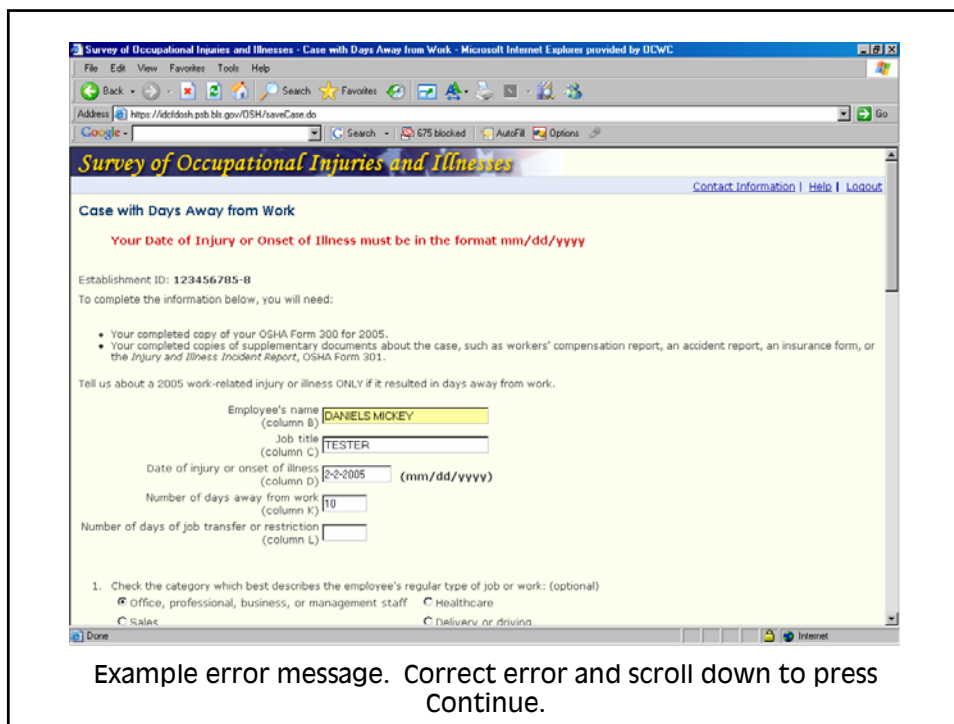 Survey of Occupational Injuries and Illnesses - Case with Days Away from Work - Microsoft Internet Explorer provided by OCWC
File Edit View Favorites Tools Help
Back Search Favorites
Address https://idcfdosh.psb.bls.gov/OSH/saveCase.do Go
Google Search 675 blocked AutoFill Options
Survey of Occupational Injuries and Illnesses
Contact Information | Help | Logout
Case with Days Away from Work
Your Date of Injury or Onset of Illness must be in the format mm/dd/yyyy
Establishment ID: 123456785-8
To complete the information below, you will need:
• Your completed copy of your OSHA Form 300 for 2005.
• Your completed copies of supplementary documents about the case, such as workers' compensation report, an accident report, an insurance form, or
the Injury and Illness Incident Report, OSHA Form 301.
Tell us about a 2005 work-related injury or illness ONLY if it resulted in days away from work.
Employee's name
(column B) DANIELS MICKEY
Job title
(column C) TESTER
Date of injury or onset of illness
(column D) 2-2-2005 (mm/dd/yyyy)
Number of days away from work
(column K) 10
Number of days of job transfer or restriction
(column L)
1. Check the category which best describes the employee's regular type of job or work: (optional)
Office, professional, business, or management staff Healthcare
Sales Delivery or driving
Done Internet
Example error message. Correct error and scroll down to press
Continue.